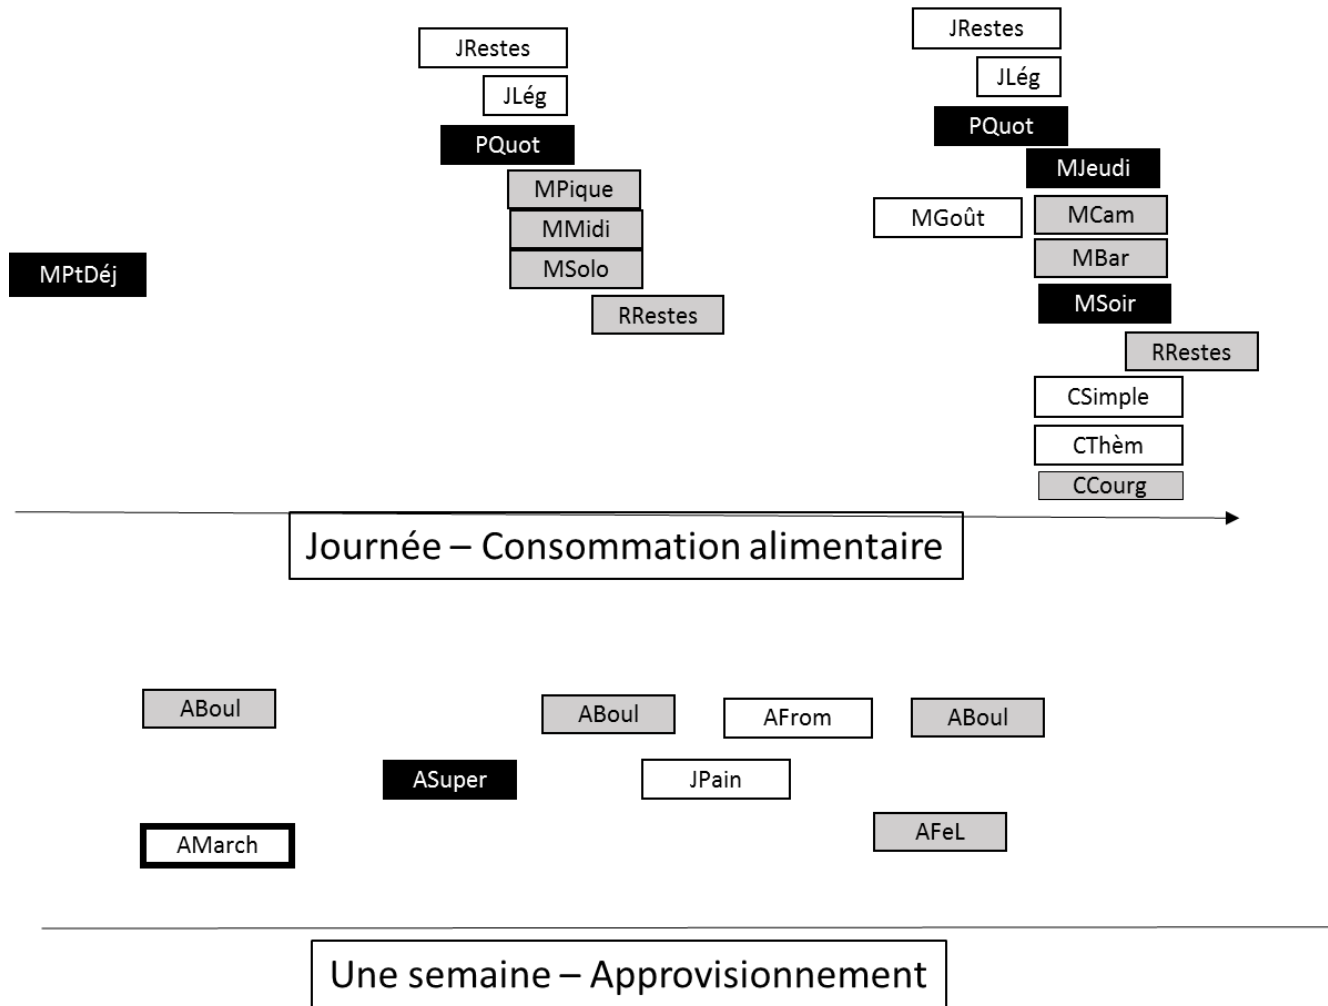 JRestes
JRestes
JLég
JLég
PQuot
PQuot
MJeudi
MPique
MGoût
MCam
MMidi
MBar
MPtDéj
MSolo
MSoir
RRestes
RRestes
CSimple
CThèm
CCourg
Journée – Consommation alimentaire
ABoul
ABoul
AFrom
ABoul
ASuper
JPain
AMarch
AFeL
Une semaine – Approvisionnement